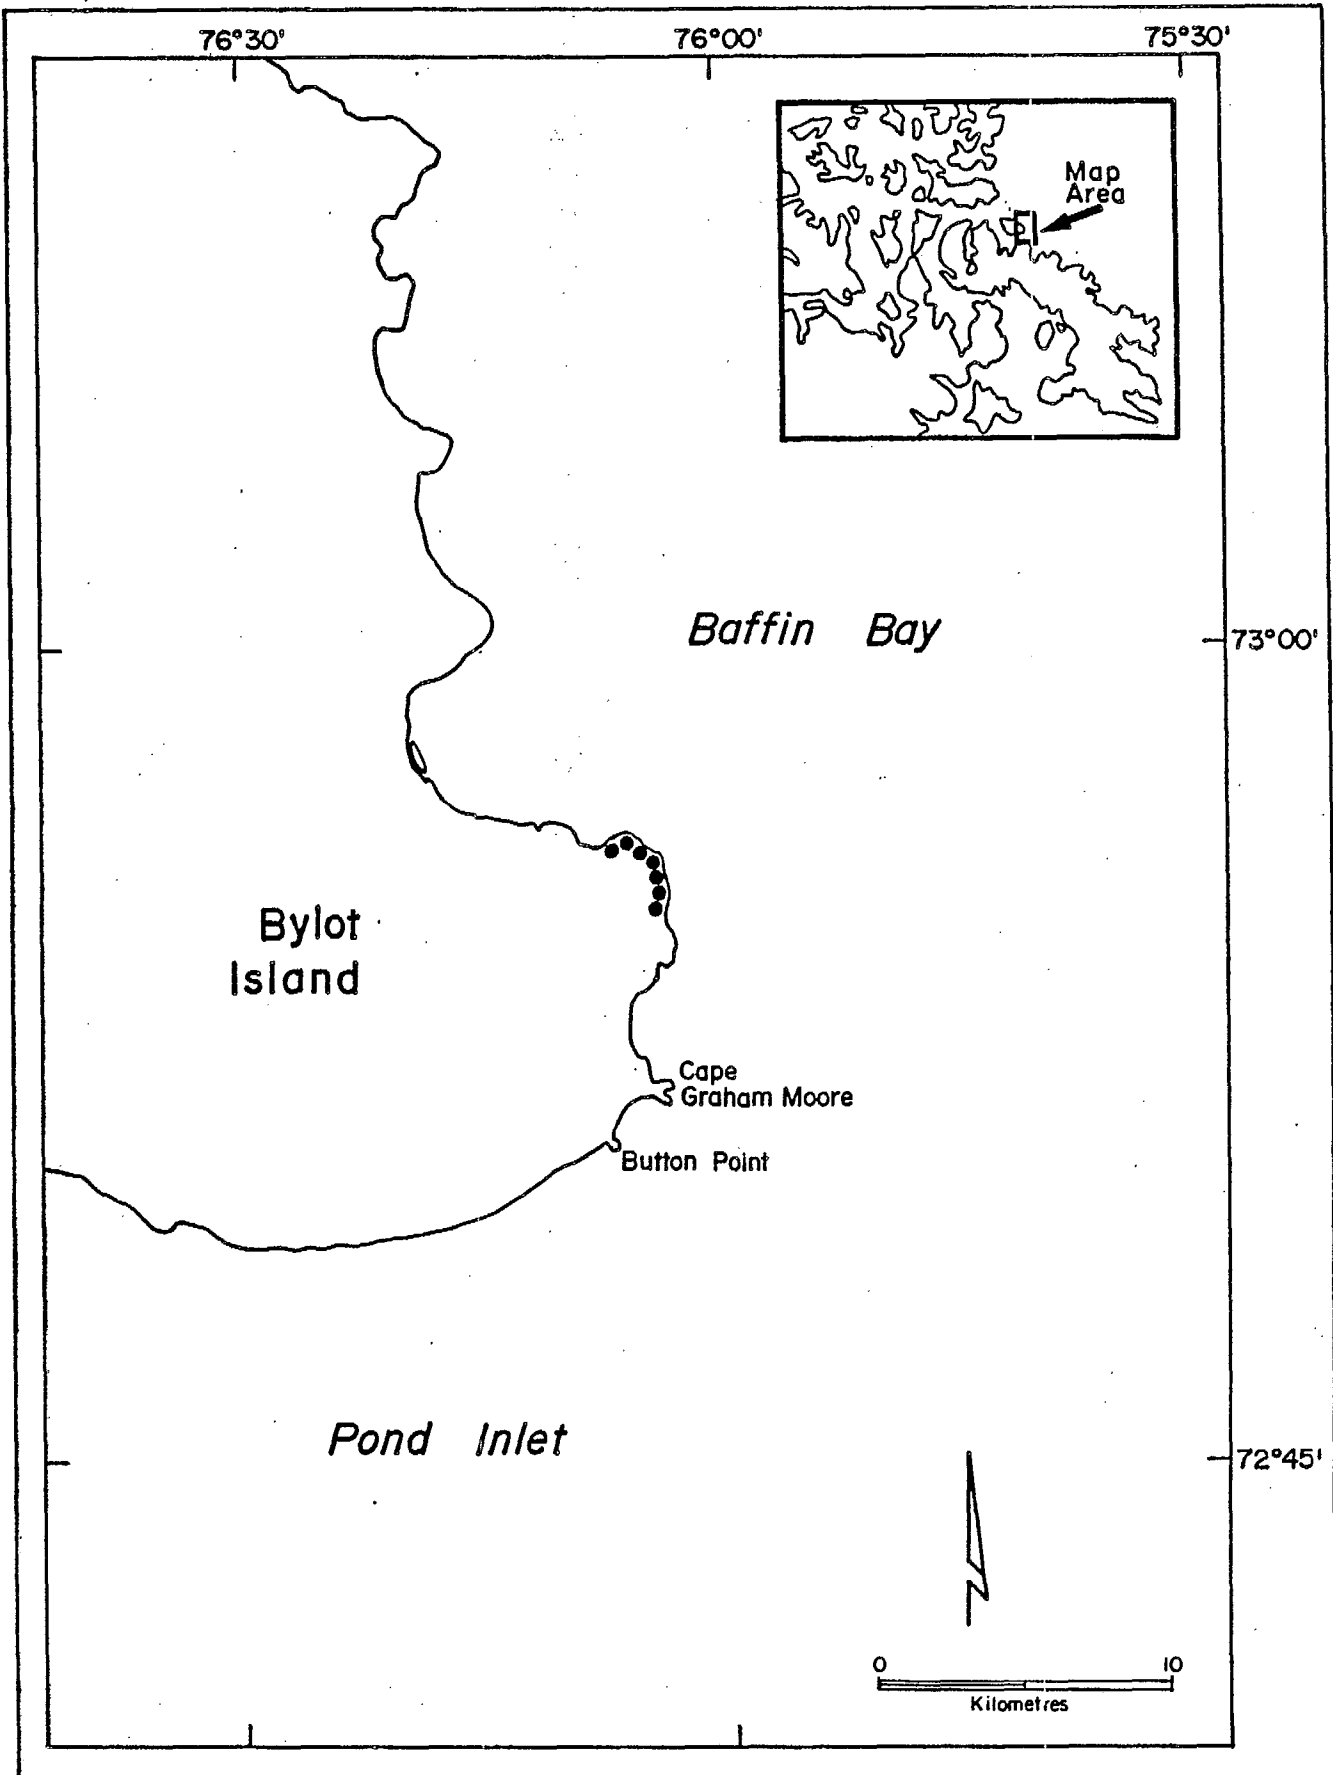 76°30'
76°00'
75°30'
Map
Area
Baffin Bay
73°00'
Bylot
Island
Cape
Graham Moore
Button Point
Pond Inlet
72°45'
0
10
Kilometres